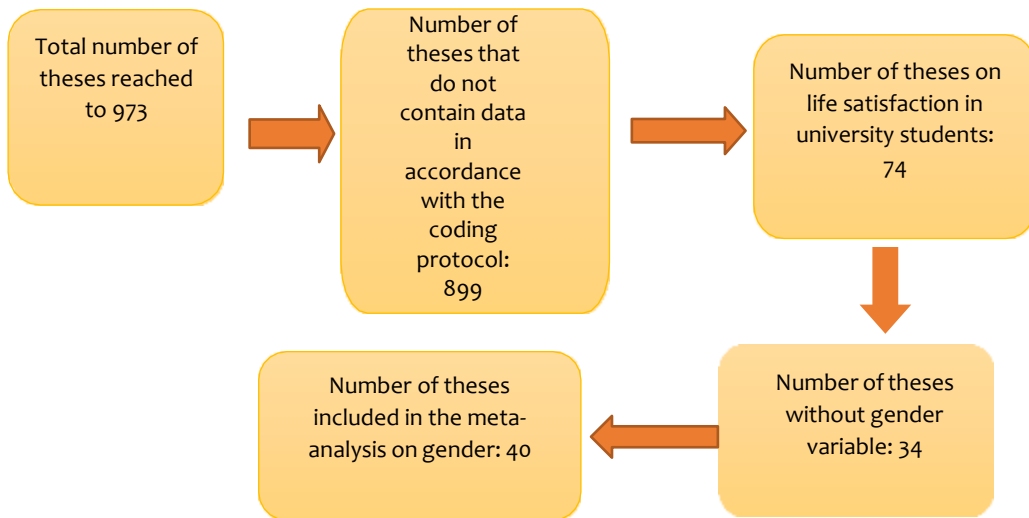 Total number of
theses reached
to 973
Number of
theses that
do not
contain data
in
accordance
with the
coding
protocol:
899
Number of theses on
life satisfaction in
university students:
74
Number of theses
without gender
variable: 34
Number of theses
included in the meta-
analysis on gender: 40